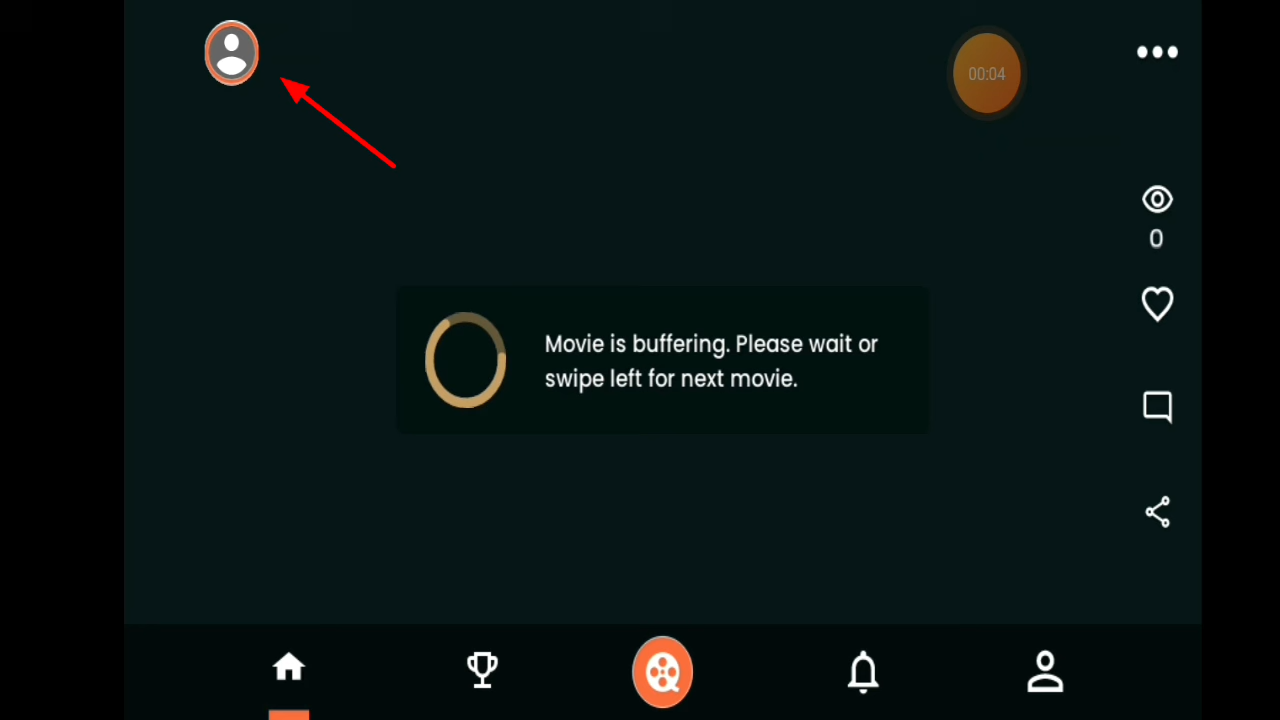 00:04
0
Movie is buffering. Please wait or
swipe left for next movie.